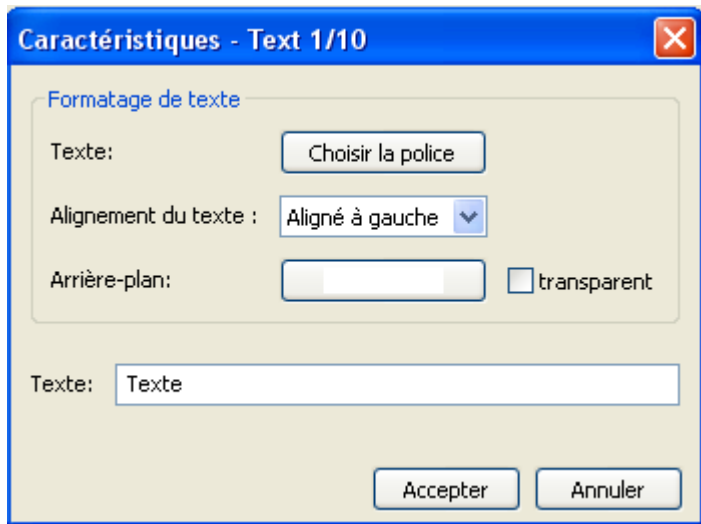 Caractéristiques - Text 1/10
Formatage de texte
Texte: Choisir la police
Alignement du texte : Aligné à gauche
Arrière-plan: transparent
Texte: Texte
Accepter Annuler